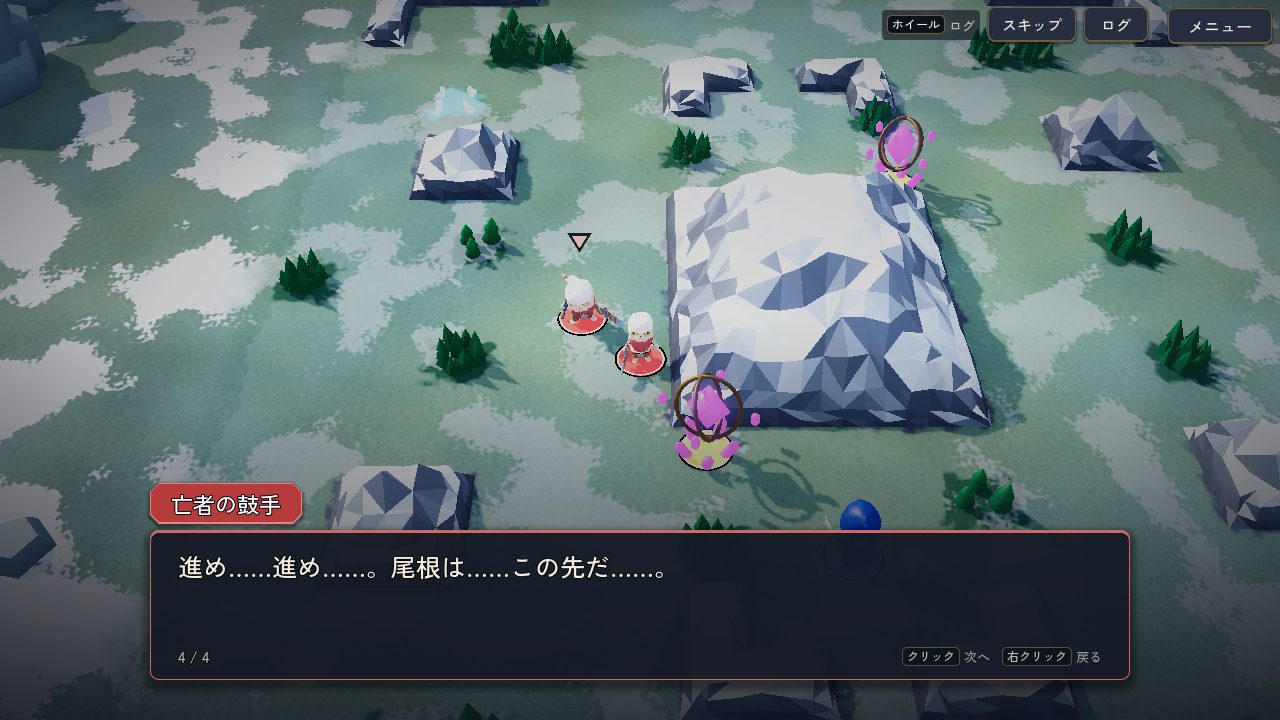 ホイール ログ スキップ ログ メニュー
亡者の鼓手
進め……進め……。尾根は……この先だ……。
4 / 4
クリック 次へ 右クリック 戻る